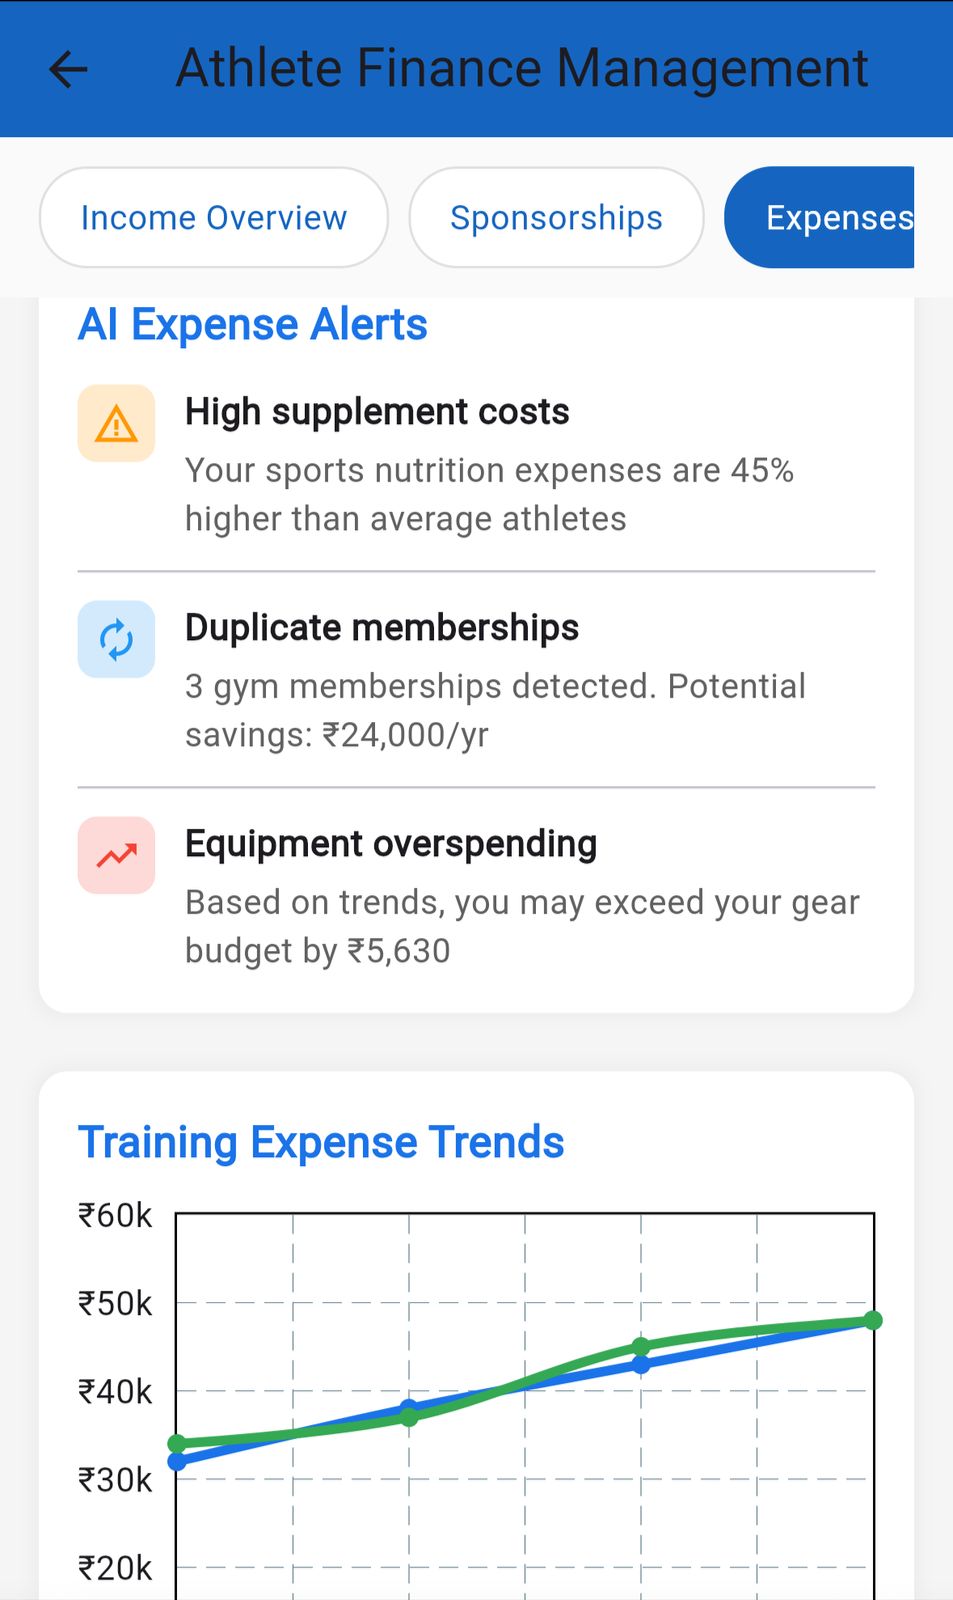 Athlete Finance Management
Income Overview
Sponsorships
Expenses
AI Expense Alerts
High supplement costs
Your sports nutrition expenses are 45%
higher than average athletes
Duplicate memberships
3 gym memberships detected. Potential
savings: ₹24,000/yr
Equipment overspending
Based on trends, you may exceed your gear
budget by ₹5,630
Training Expense Trends
₹60k
₹50k
₹40k
₹30k
₹20k